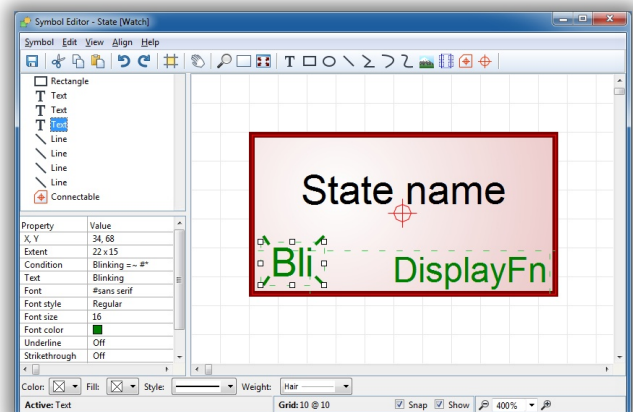 Symbol Editor - State [Watch]
Symbol Edit View Align Help
T
Rectangle
T Text
T Text
T Text
Line
Line
Line
Line
Connectable
Property Value
X, Y 34, 68
Extent 22 x 15
Condition Blinking =~ #*
Text Blinking
Font #sans serif
Font style Regular
Font size 16
Font color
Underline Off
Strikethrough Off
State name
Bli DisplayFn
Color: Fill: Style: Weight: Hair
Active: Text Grid: 10 @ 10 Snap Show 400%